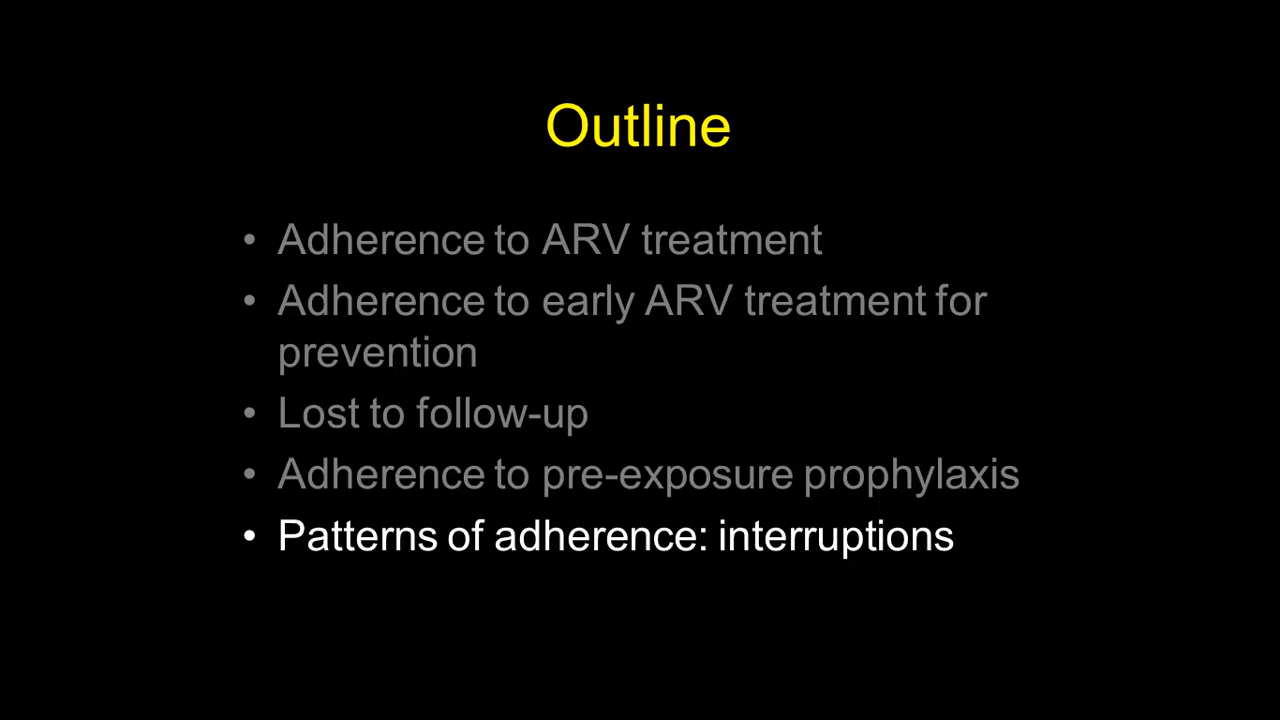 Outline
• Adherence to ARV treatment
• Adherence to early ARV treatment for
prevention
• Lost to follow-up
• Adherence to pre-exposure prophylaxis
• Patterns of adherence: interruptions